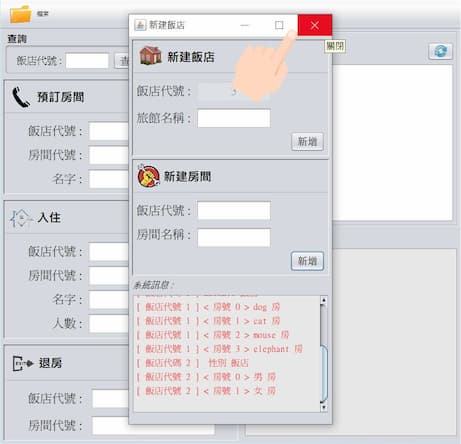 檔案
查詢
飯店代號：
查
預訂房間
飯店代號：
房間代號：
名字：
入住
飯店代號：
房間代號：
名字：
人數：
退房
飯店代號：
房間代號：
新建飯店
關閉
新建飯店
飯店代號：
旅館名稱：
新增
新建房間
飯店代號：
房間名稱：
新增
系統訊息：
[ 飯店代號 1 ] < 房號 0 > dog 房
[ 飯店代號 1 ] < 房號 1 > cat 房
[ 飯店代號 1 ] < 房號 2 > mouse 房
[ 飯店代號 1 ] < 房號 3 > elephant 房
[ 飯店代碼 2 ] 性別 飯店
[ 飯店代號 2 ] < 房號 0 > 男 房
[ 飯店代號 2 ] < 房號 1 > 女 房